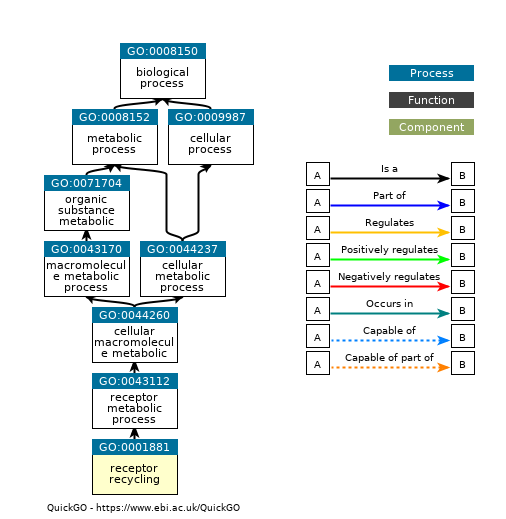 GO:0008150
biological
process
GO:0008152
metabolic
process
GO:0009987
cellular
process
GO:0071704
organic
substance
metabolic
GO:0043170
macromolecul
e metabolic
process
GO:0044237
cellular
metabolic
process
GO:0044260
cellular
macromolecul
e metabolic
GO:0043112
receptor
metabolic
process
GO:0001881
receptor
recycling
Process
Function
Component
A Is a B
A Part of B
A Regulates B
A Positively regulates B
A Negatively regulates B
A Occurs in B
A Capable of B
A Capable of part of B
QuickGO - https://www.ebi.ac.uk/QuickGO